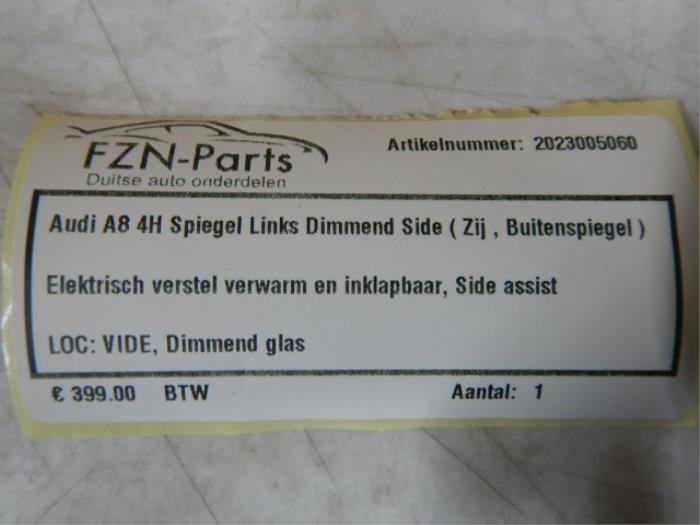 FZN-Parts
Duitse auto onderdelen
Artikelnummer: 2023005060
Audi A8 4H Spiegel Links Dimmend Side ( Zij , Buitenspiegel )
Elektrisch verstel verwarm en inklapbaar, Side assist
LOC: VIDE, Dimmend glas
€ 399.00 BTW Aantal: 1